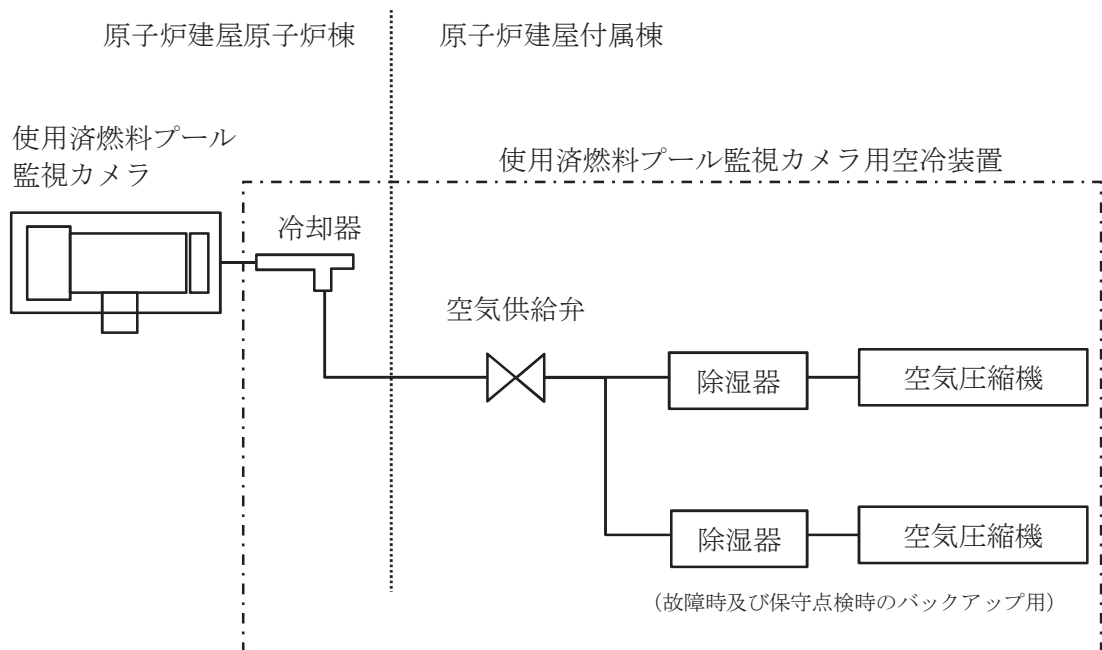 原子炉建屋原子炉棟
原子炉建屋付属棟
使用済燃料プール
監視カメラ
使用済燃料プール監視カメラ用空冷装置
冷却器
空気供給弁
除湿器
空気圧縮機
除湿器
空気圧縮機
（故障時及び保守点検時のバックアップ用）